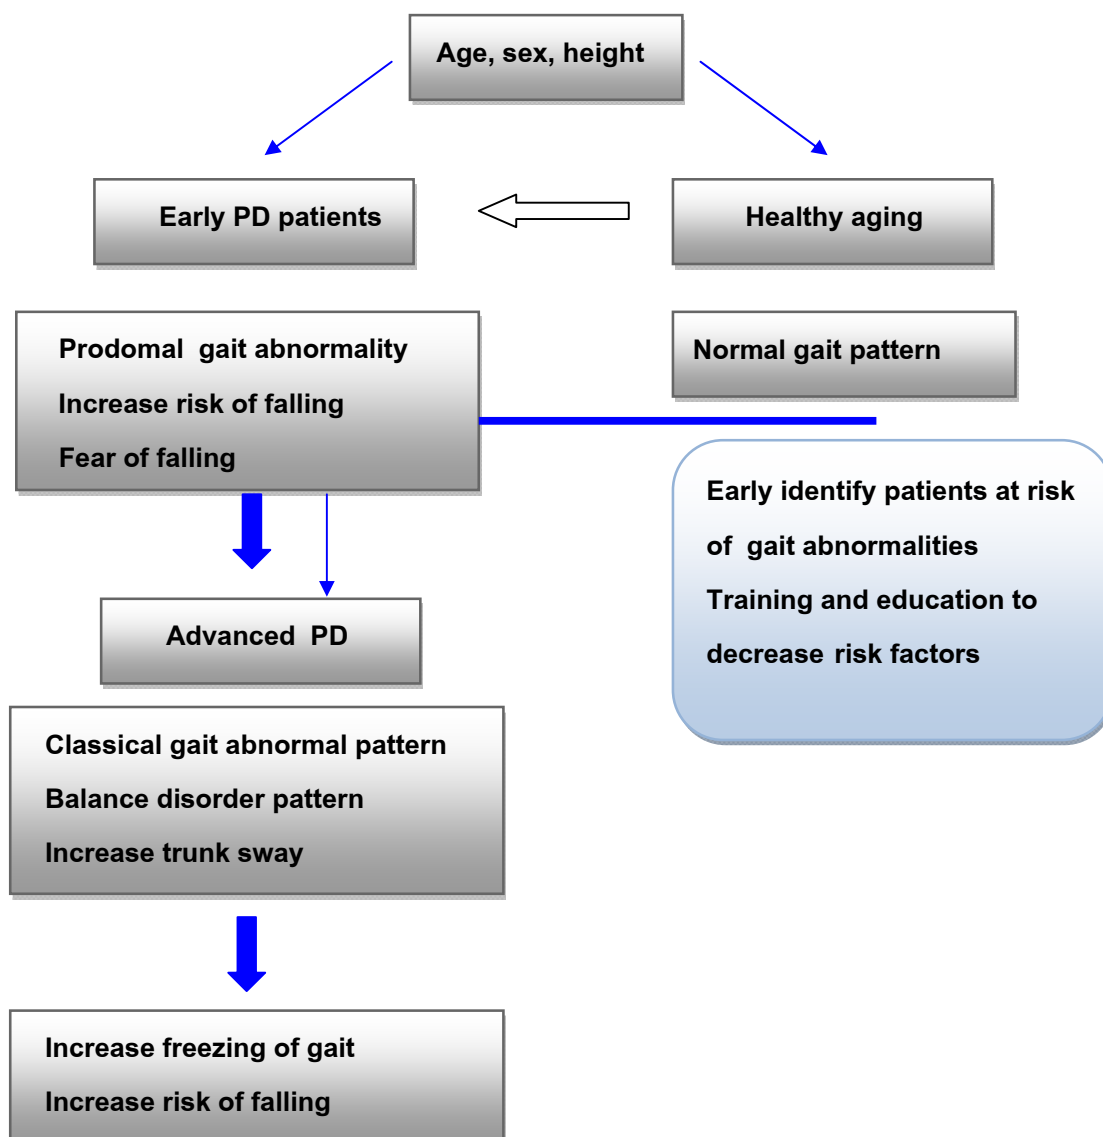 Age, sex, height
Early PD patients
Healthy aging
Prodomal gait abnormality
Increase risk of falling
Fear of falling
Normal gait pattern
Early identify patients at risk
of gait abnormalities
Training and education to
decrease risk factors
Advanced PD
Classical gait abnormal pattern
Balance disorder pattern
Increase trunk sway
Increase freezing of gait
Increase risk of falling